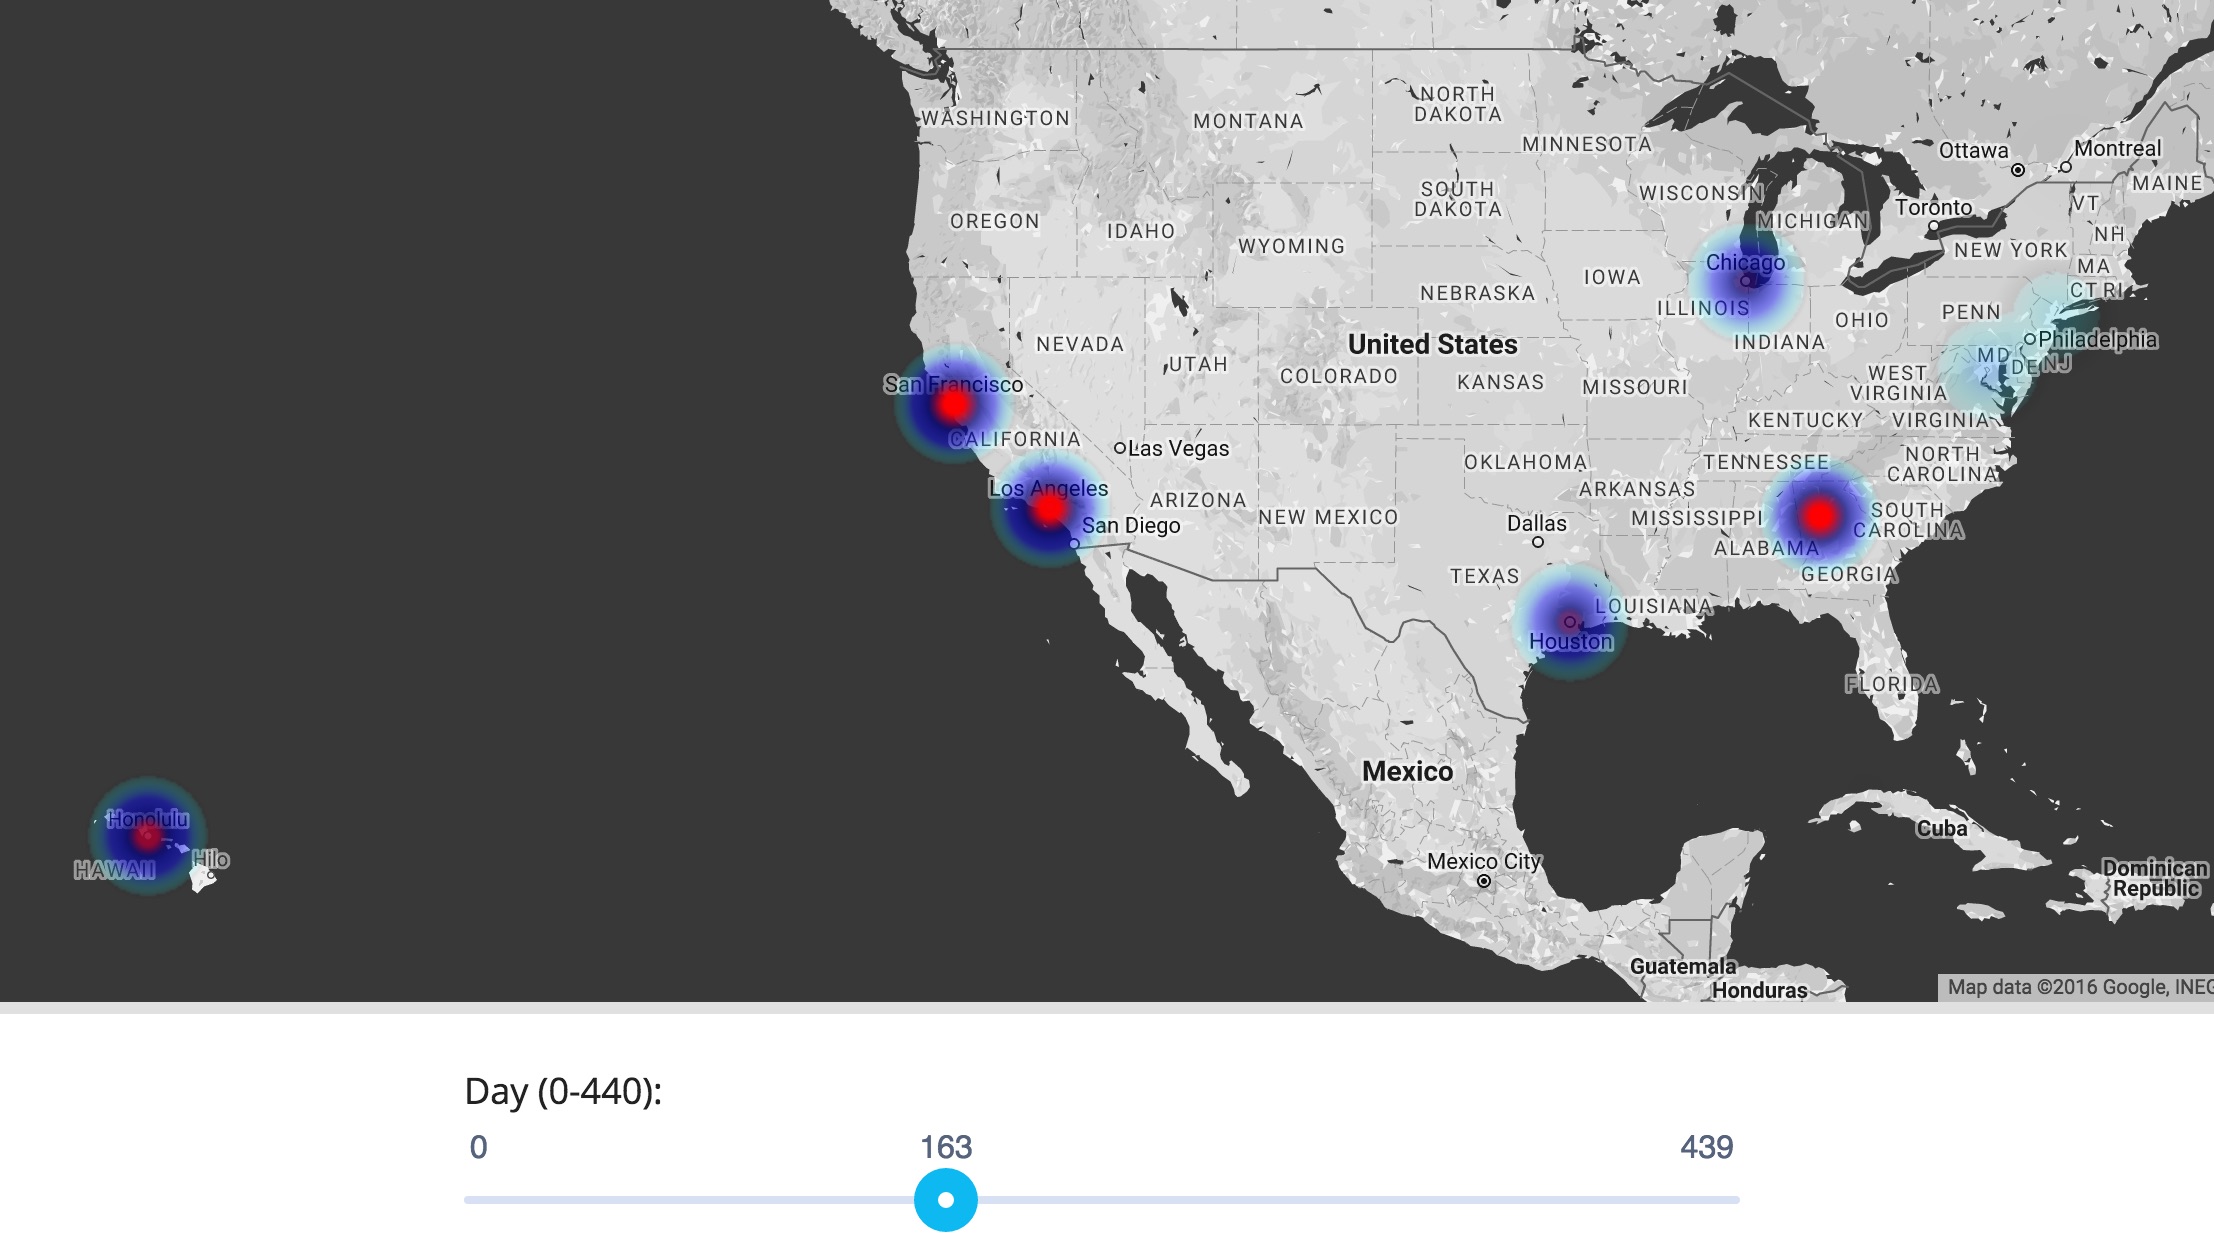 WASHINGTON
MONTANA
NORTH
DAKOTA
MINNESOTA
Ottawa
Montreal
MAINE
SOUTH
DAKOTA
WISCONSIN
MICHIGAN
Toronto
VT
OREGON
IDAHO
WYOMING
NEW YORK
NH
MA
Chicago
IOWA
NEBRASKA
ILLINOIS
CT RI
PENN
OHIO
NEVADA
United States
INDIANA
Philadelphia
UTAH
COLORADO
KANSAS
MISSOURI
MD
DE
NJ
WEST
VIRGINIA
San Francisco
KENTUCKY
VIRGINIA
CALIFORNIA
Las Vegas
OKLAHOMA
TENNESSEE
NORTH
CAROLINA
Los Angeles
ARIZONA
NEW MEXICO
ARKANSAS
MISSISSIPPI
SOUTH
CAROLINA
San Diego
Dallas
ALABAMA
TEXAS
GEORGIA
LOUISIANA
Houston
FLORIDA
Mexico
Honolulu
Hilo
HAWAII
Cuba
Mexico City
Dominican
Republic
Guatemala
Honduras
Map data ©2016 Google, INEG
Day (0-440):
0
163
439